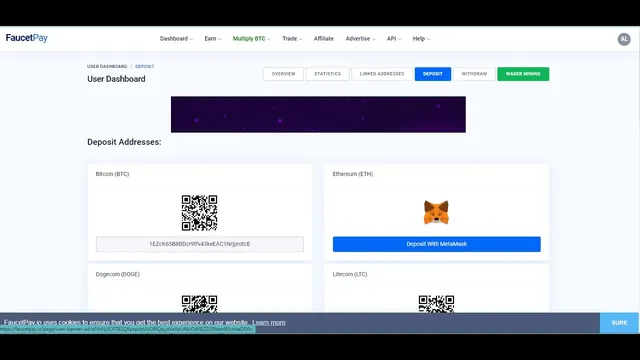 FaucetPay
Dashboard Earn Multiply BTC Trade Affiliate Advertise API Help
AL
USER DASHBOARD / DEPOSIT
User Dashboard
OVERVIEW STATISTICS LINKED ADDRESSES DEPOSIT WITHDRAW WAGER MINING
Deposit Addresses:
Bitcoin (BTC)
Ethereum (ETH)
Deposit With MetaMask
Dogecoin (DOGE)
Litecoin (LTC)
FaucetPay.io uses cookies to ensure that you get the best experience on our website. Learn more
SURE